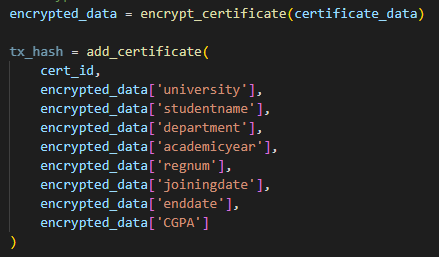 encrypted_data = encrypt_certificate(certificate_data)
tx_hash = add_certificate(
    cert_id,
    encrypted_data['university'],
    encrypted_data['studentname'],
    encrypted_data['department'],
    encrypted_data['academicyear'],
    encrypted_data['regnum'],
    encrypted_data['joiningdate'],
    encrypted_data['enddate'],
    encrypted_data['CGPA']
)